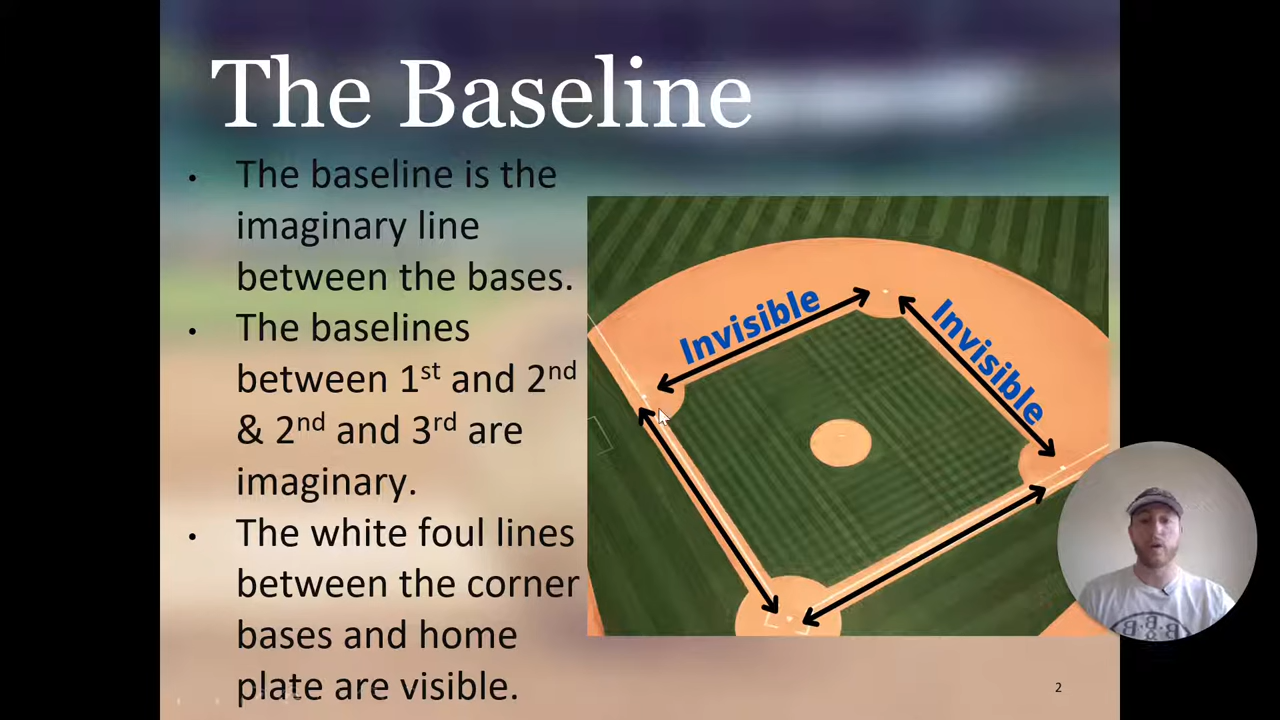 The Baseline
• The baseline is the
imaginary line
between the bases.
• The baselines
between 1st and 2nd
& 2nd and 3rd are
imaginary.
• The white foul lines
between the corner
bases and home
plate are visible.
Invisible
Invisible
2